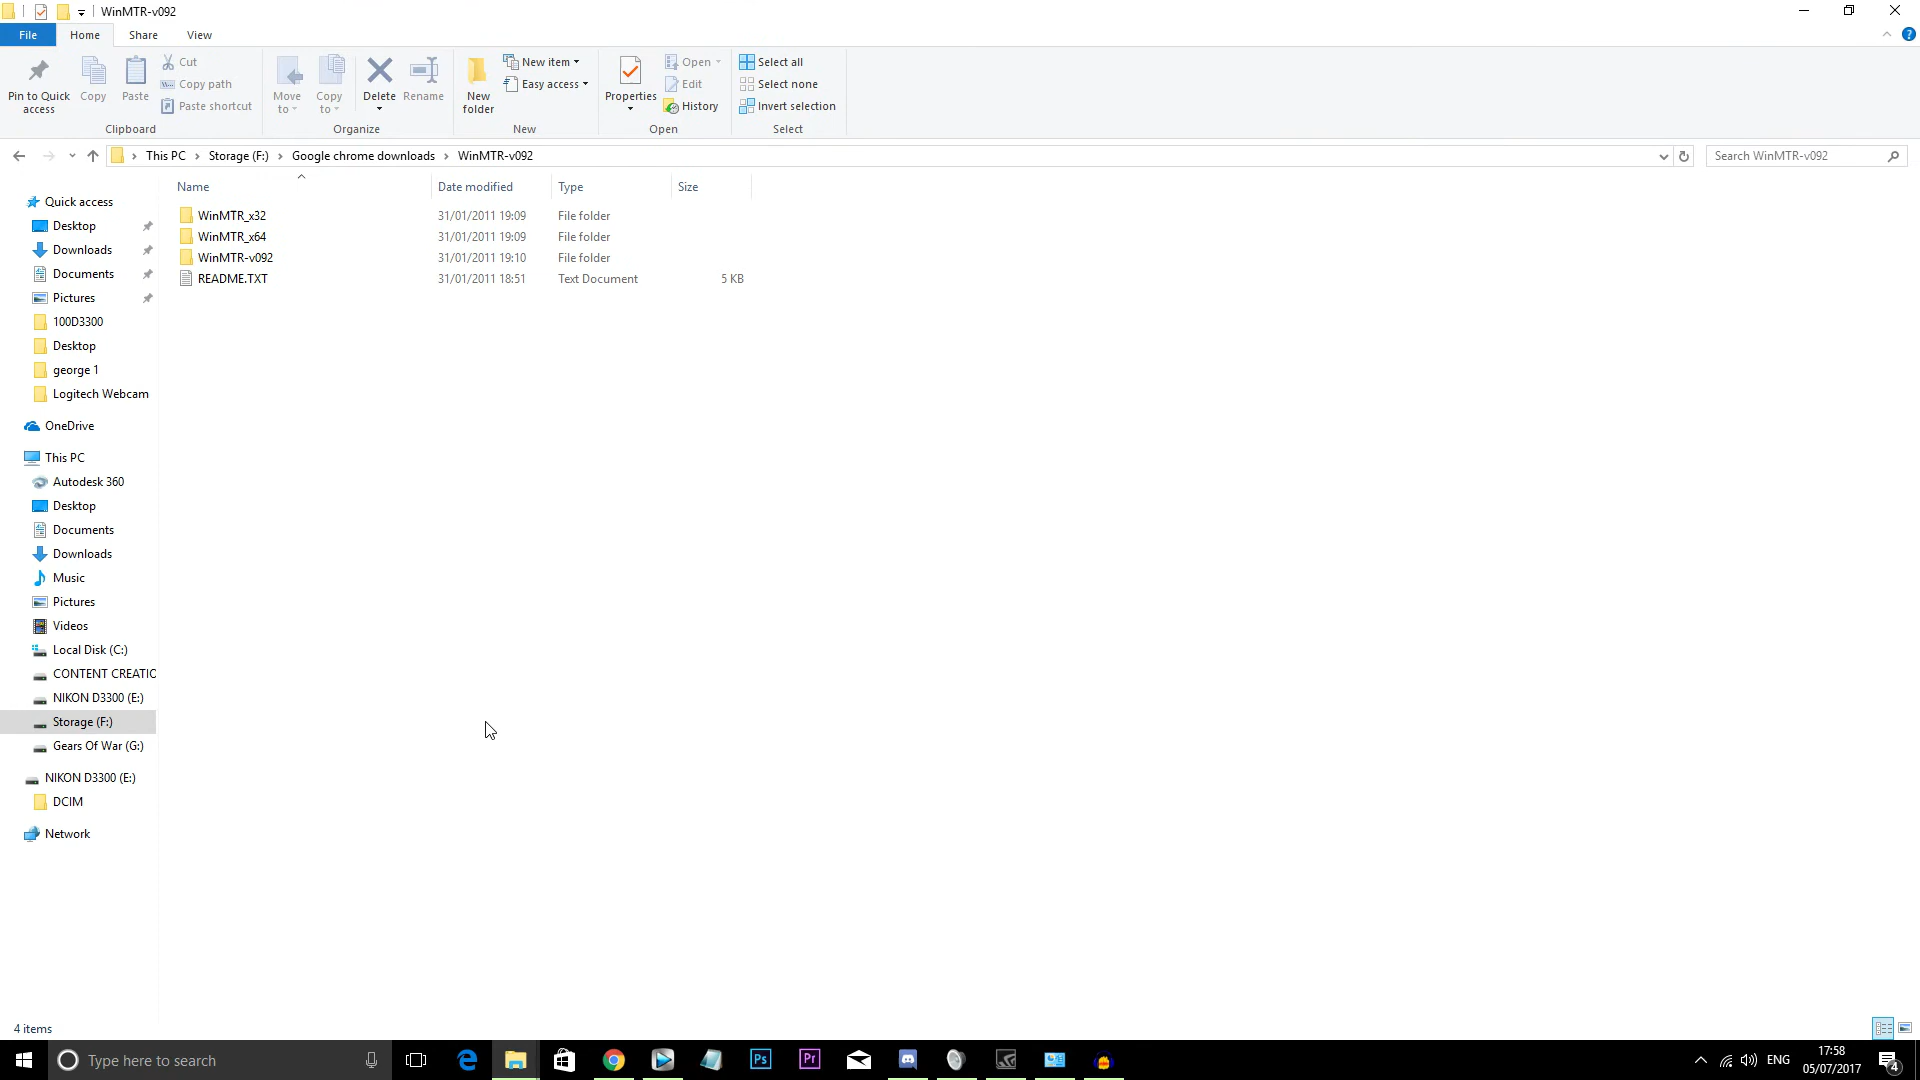 WinMTR-v092
File Home Share View
Pin to Quick access
Copy
Paste
Cut
Copy path
Paste shortcut
Clipboard
Move to
Copy to
Delete
Rename
Organize
New folder
New item
Easy access
New
Properties
Open
Edit
History
Open
Select all
Select none
Invert selection
Select
This PC Storage (F:) Google chrome downloads WinMTR-v092
Search WinMTR-v092
Name Date modified Type Size
WinMTR_x32 31/01/2011 19:09 File folder
WinMTR_x64 31/01/2011 19:09 File folder
WinMTR-v092 31/01/2011 19:10 File folder
README.TXT 31/01/2011 18:51 Text Document 5 KB
Quick access
Desktop
Downloads
Documents
Pictures
100D3300
Desktop
george 1
Logitech Webcam
OneDrive
This PC
Autodesk 360
Desktop
Documents
Downloads
Music
Pictures
Videos
Local Disk (C:)
CONTENT CREATIO
NIKON D3300 (E:)
Storage (F:)
Gears Of War (G:)
NIKON D3300 (E:)
DCIM
Network
4 items
Type here to search
Ps
Pr
ENG
17:58
05/07/2017
4